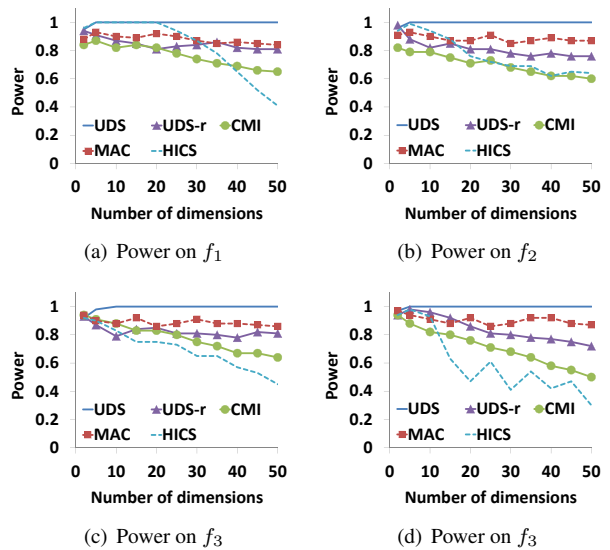 1
0.8
0.6
0.4
0.2
0
Power
UDS UDS-r CMI
MAC HICS
0 10 20 30 40 50
Number of dimensions
(a) Power on f1
1
0.8
0.6
0.4
0.2
0
Power
UDS UDS-r CMI
MAC HICS
0 10 20 30 40 50
Number of dimensions
(b) Power on f2
1
0.8
0.6
0.4
0.2
0
Power
UDS UDS-r CMI
MAC HICS
0 10 20 30 40 50
Number of dimensions
(c) Power on f3
1
0.8
0.6
0.4
0.2
0
Power
UDS UDS-r CMI
MAC HICS
0 10 20 30 40 50
Number of dimensions
(d) Power on f3